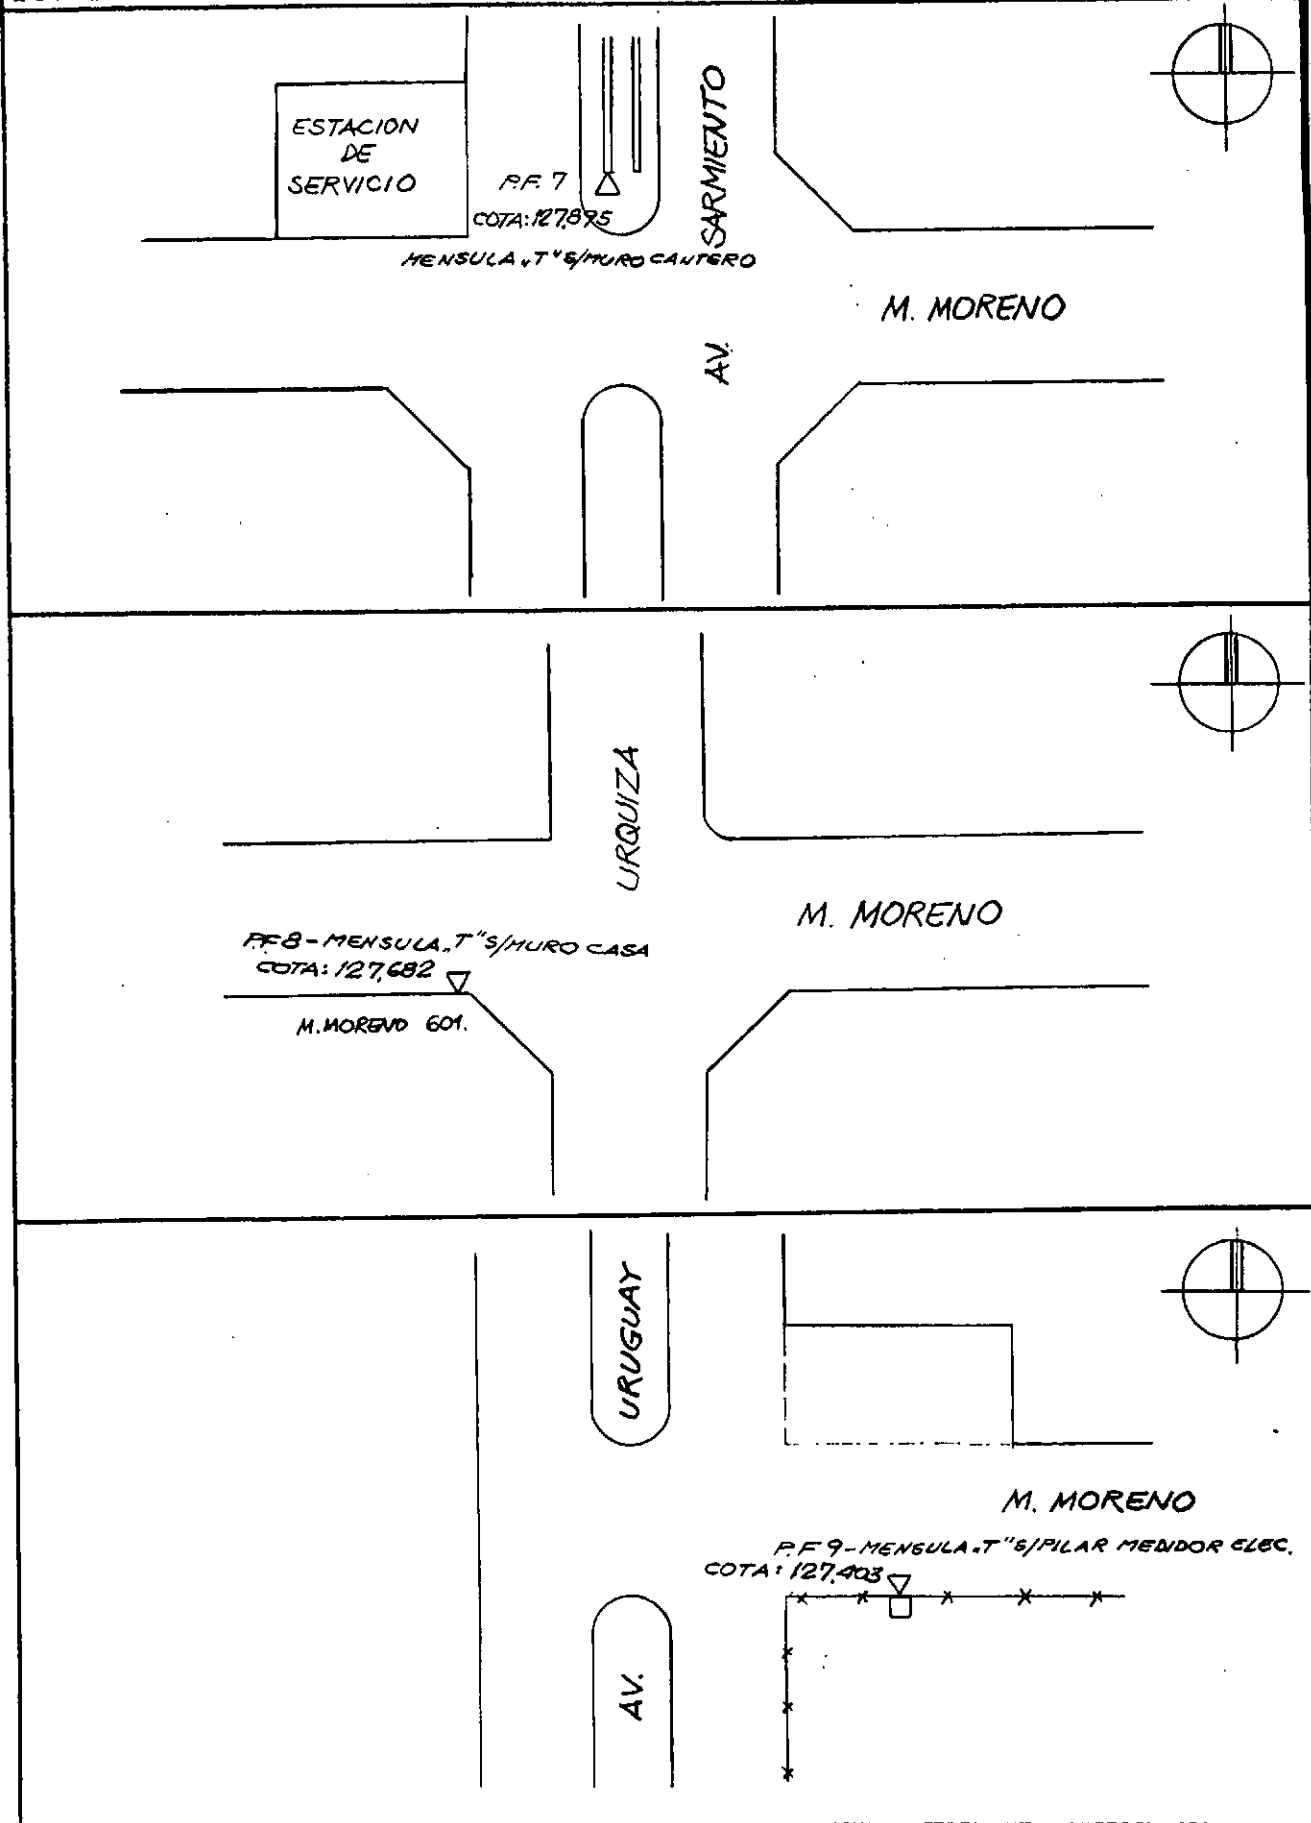 ESTACION
DE
SERVICIO
P.F. 7
COTA: 127,895
MENSULA „T" S/MURO CANTERO
AV. SARMIENTO
M. MORENO
URQUIZA
M. MORENO
P.F 8 - MENSULA „T" S/MURO CASA
COTA: 127,682
M. MORENO 601.
AV. URUGUAY
M. MORENO
P.F 9 - MENSULA „T" S/PILAR MEDIDOR ELEC.
COTA: 127,403